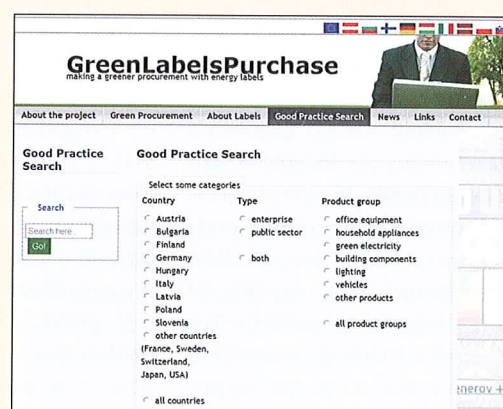 GreenLabelsPurchase
making a greener procurement with energy labels
About the project Green Procurement About Labels Good Practice Search News Links Contact
Good Practice
Search
Search
Search here...
Go!
Good Practice Search
Select some categories
Country
Austria
Bulgaria
Finland
Germany
Hungary
Italy
Latvia
Poland
Slovenia
other countries
(France, Sweden,
Switzerland,
Japan, USA)
all countries
Type
enterprise
public sector
both
Product group
office equipment
household appliances
green electricity
building components
lighting
vehicles
other products
all product groups
energy +